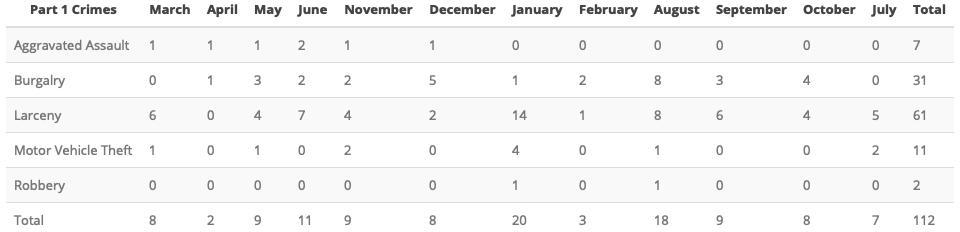 Part 1 Crimes March April May June November December January February August September October July Total
Aggravated Assault 1 1 1 2 1 1 0 0 0 0 0 0 7
Burgalry 0 1 3 2 2 5 1 2 8 3 4 0 31
Larceny 6 0 4 7 4 2 14 1 8 6 4 5 61
Motor Vehicle Theft 1 0 1 0 2 0 4 0 1 0 0 2 11
Robbery 0 0 0 0 0 0 1 0 1 0 0 0 2
Total 8 2 9 11 9 8 20 3 18 9 8 7 112